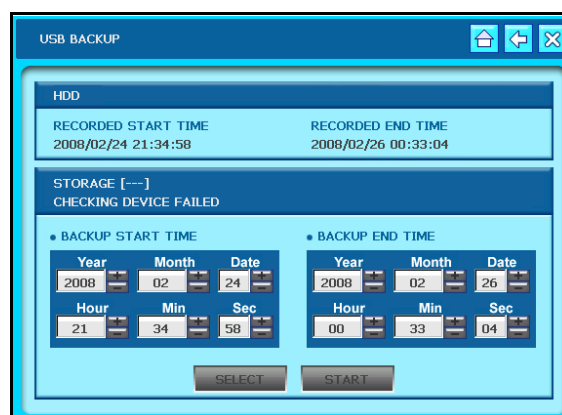 USB BACKUP
HDD
RECORDED START TIME RECORDED END TIME
2008/02/24 21:34:58 2008/02/26 00:33:04
STORAGE [---]
CHECKING DEVICE FAILED
BACKUP START TIME BACKUP END TIME
Year Month Date Year Month Date
2008 02 24 2008 02 26
Hour Min Sec Hour Min Sec
21 34 58 00 33 04
SELECT START